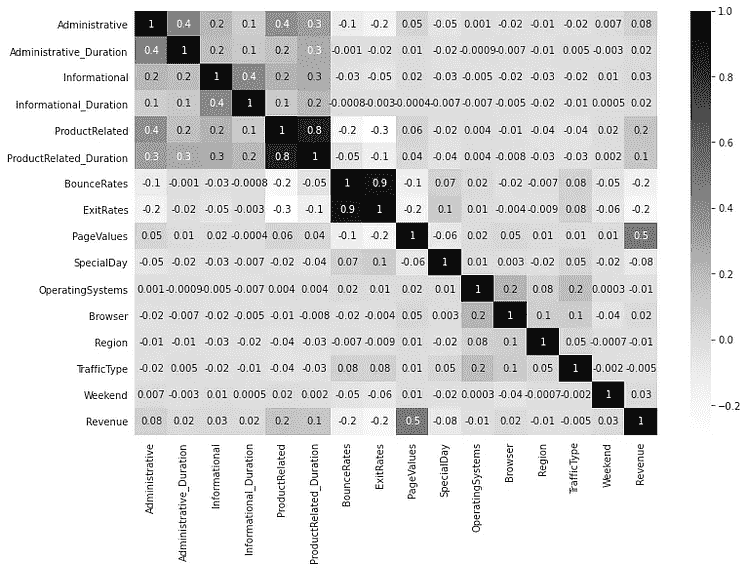 Administrative 1 0.4 0.2 0.1 0.4 0.3 -0.1 -0.2 0.05 -0.05 0.001 -0.02 -0.01 -0.02 0.007 0.08
Administrative_Duration 0.4 1 0.2 0.1 0.2 0.3 -0.001 -0.02 0.01 -0.02 -0.0009 -0.007 -0.01 0.005 -0.003 0.02
Informational 0.2 0.2 1 0.4 0.2 0.3 -0.03 -0.05 0.02 -0.03 -0.005 -0.02 -0.03 -0.02 0.01 0.03
Informational_Duration 0.1 0.1 0.4 1 0.1 0.2 -0.0008 -0.003 -0.0004 -0.007 -0.007 -0.005 -0.02 -0.01 0.0005 0.02
ProductRelated 0.4 0.2 0.2 0.1 1 0.8 -0.2 -0.3 0.06 -0.02 0.004 -0.01 -0.04 -0.04 0.02 0.2
ProductRelated_Duration 0.3 0.3 0.3 0.2 0.8 1 -0.05 -0.1 0.04 -0.04 0.004 -0.008 -0.03 -0.03 0.002 0.1
BounceRates -0.1 -0.001 -0.03 -0.0008 -0.2 -0.05 1 0.9 -0.1 0.07 0.02 -0.02 -0.007 0.08 -0.05 -0.2
ExitRates -0.2 -0.02 -0.05 -0.003 -0.3 -0.1 0.9 1 -0.2 0.1 0.01 -0.004 -0.009 0.08 -0.06 -0.2
PageValues 0.05 0.01 0.02 -0.0004 0.06 0.04 -0.1 -0.2 1 -0.06 0.02 0.05 0.01 0.01 0.01 0.5
SpecialDay -0.05 -0.02 -0.03 -0.007 -0.02 -0.04 0.07 0.1 -0.06 1 0.01 0.003 -0.02 0.05 -0.02 -0.08
OperatingSystems 0.001 -0.0009 -0.005 -0.007 0.004 0.004 0.02 0.01 0.02 0.01 1 0.2 0.08 0.2 0.0003 -0.01
Browser -0.02 -0.007 -0.02 -0.005 -0.01 -0.008 -0.02 -0.004 0.05 0.003 0.2 1 0.1 0.1 -0.04 0.02
Region -0.01 -0.01 -0.03 -0.02 -0.04 -0.03 -0.007 -0.009 0.01 -0.02 0.08 0.1 1 0.05 -0.0007 -0.01
TrafficType -0.02 0.005 -0.02 -0.01 -0.04 -0.03 0.08 0.08 0.01 0.05 0.2 0.1 0.05 1 -0.002 -0.005
Weekend 0.007 -0.003 0.01 0.0005 0.02 0.002 -0.05 -0.06 0.01 -0.02 0.0003 -0.04 -0.0007 -0.002 1 0.03
Revenue 0.08 0.02 0.03 0.02 0.2 0.1 -0.2 -0.2 0.5 -0.08 -0.01 0.02 -0.01 -0.005 0.03 1
Administrative
Administrative_Duration
Informational
Informational_Duration
ProductRelated
ProductRelated_Duration
BounceRates
ExitRates
PageValues
SpecialDay
OperatingSystems
Browser
Region
TrafficType
Weekend
Revenue
1.0
0.8
0.6
0.4
0.2
0.0
−0.2